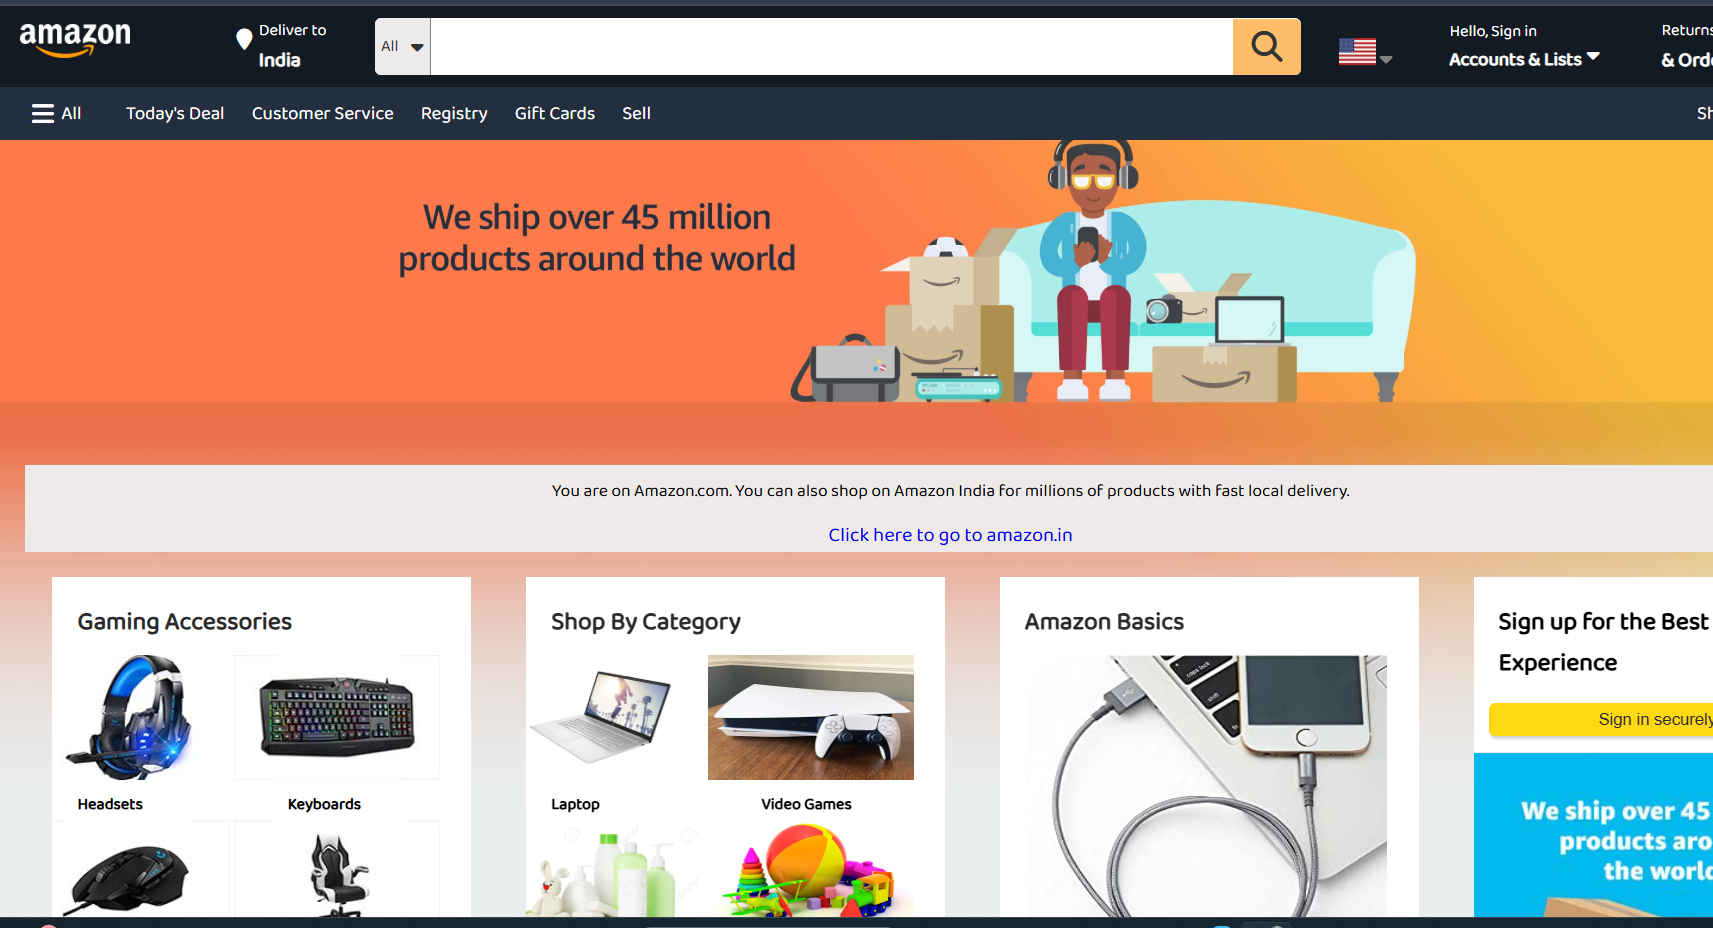 amazon
Deliver to
India
All
Hello, Sign in
Accounts & Lists
Returns
& Orde
All
Today's Deal
Customer Service
Registry
Gift Cards
Sell
Sh
We ship over 45 million
products around the world
You are on Amazon.com. You can also shop on Amazon India for millions of products with fast local delivery.
Click here to go to amazon.in
Gaming Accessories
Shop By Category
Amazon Basics
Sign up for the Best
Experience
Sign in securely
caps lock
shift
Headsets
Keyboards
Laptop
Video Games
We ship over 45
products aro
the worl